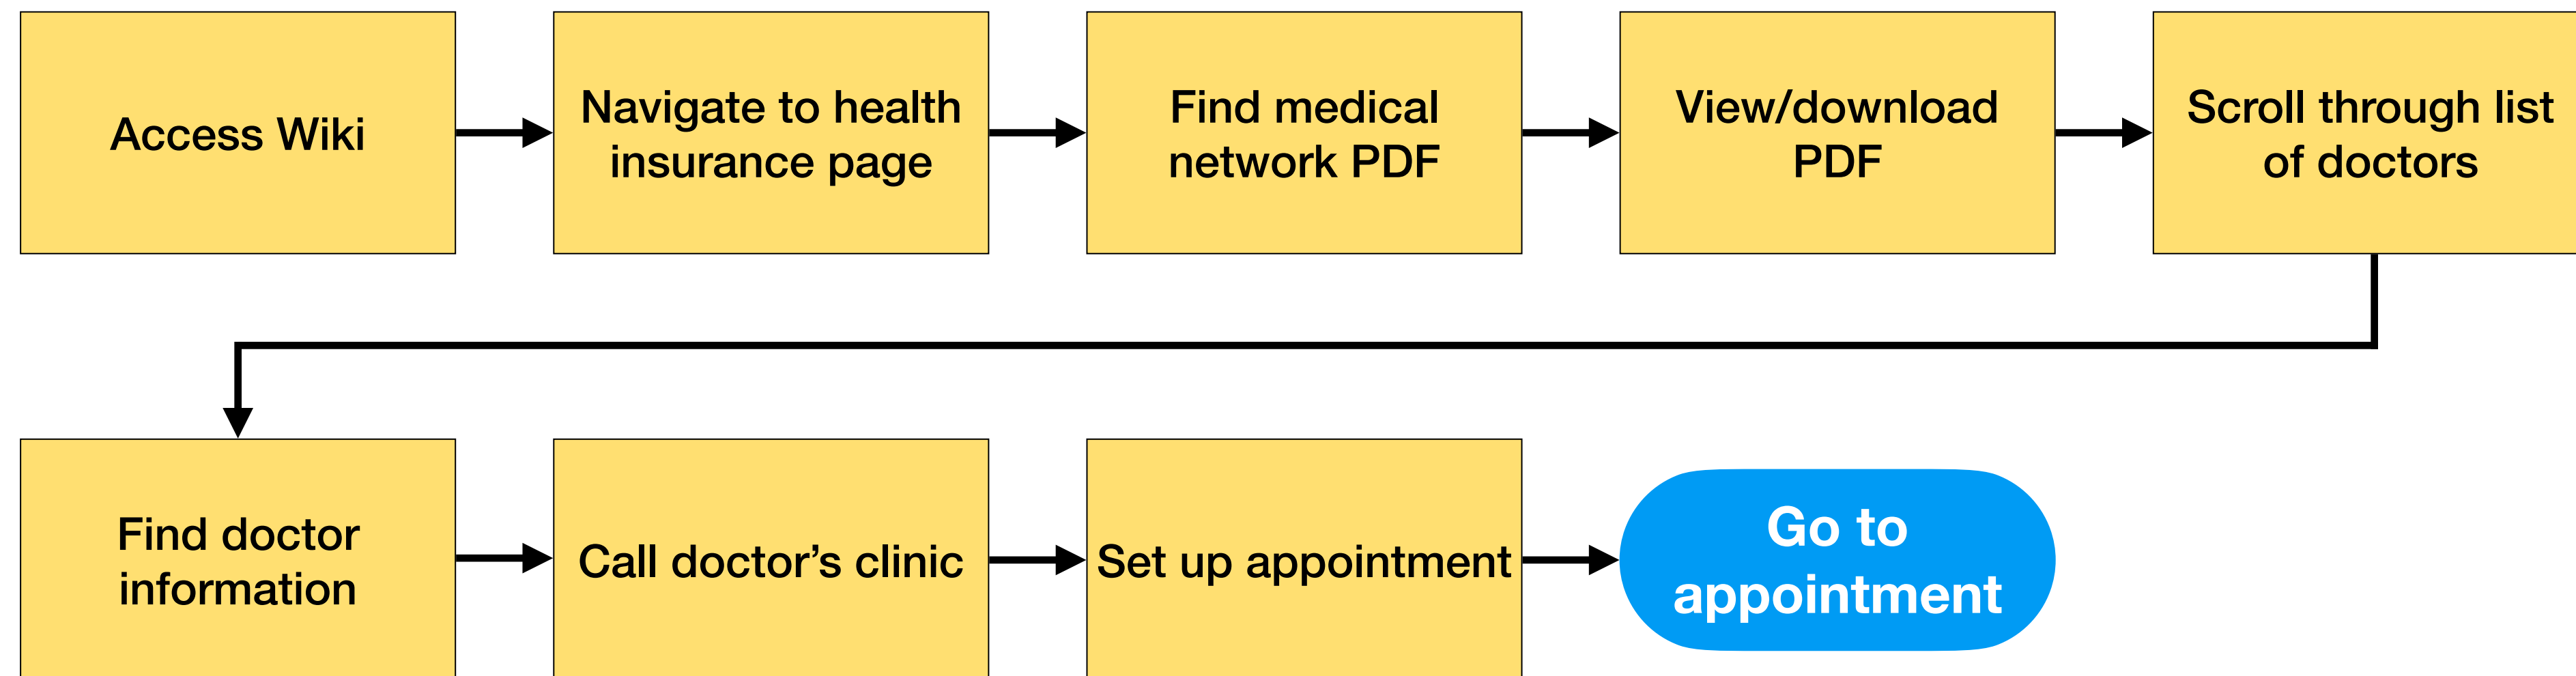 Access Wiki
Navigate to health
insurance page
Find medical
network PDF
View/download
PDF
Scroll through list
of doctors
Find doctor
information
Call doctor’s clinic
Set up appointment
Go to
appointment